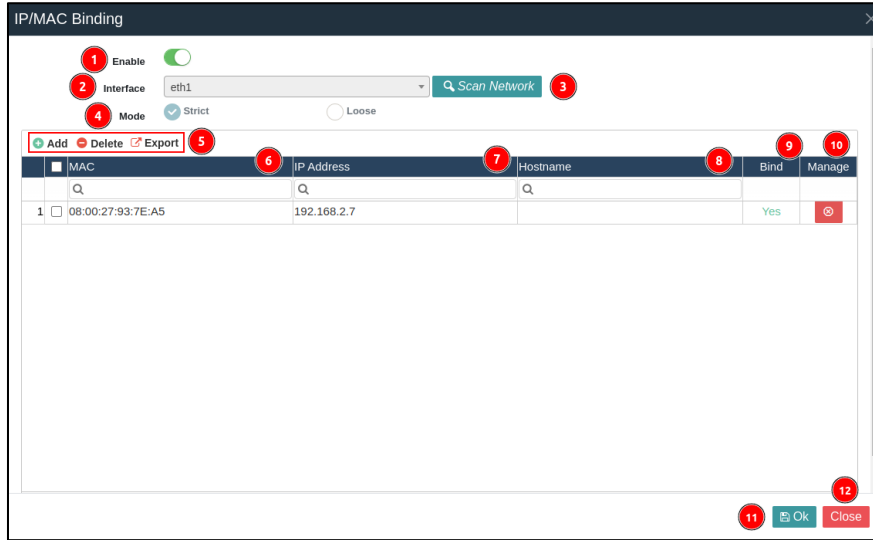 IP/MAC Binding
1 Enable
2 Interface eth1 Scan Network 3
4 Mode Strict Loose
Add Delete Export 5
MAC 6 IP Address 7 Hostname 8 Bind 9 Manage 10
1 08:00:27:93:7E:A5 192.168.2.7 Yes
12
11 Ok Close